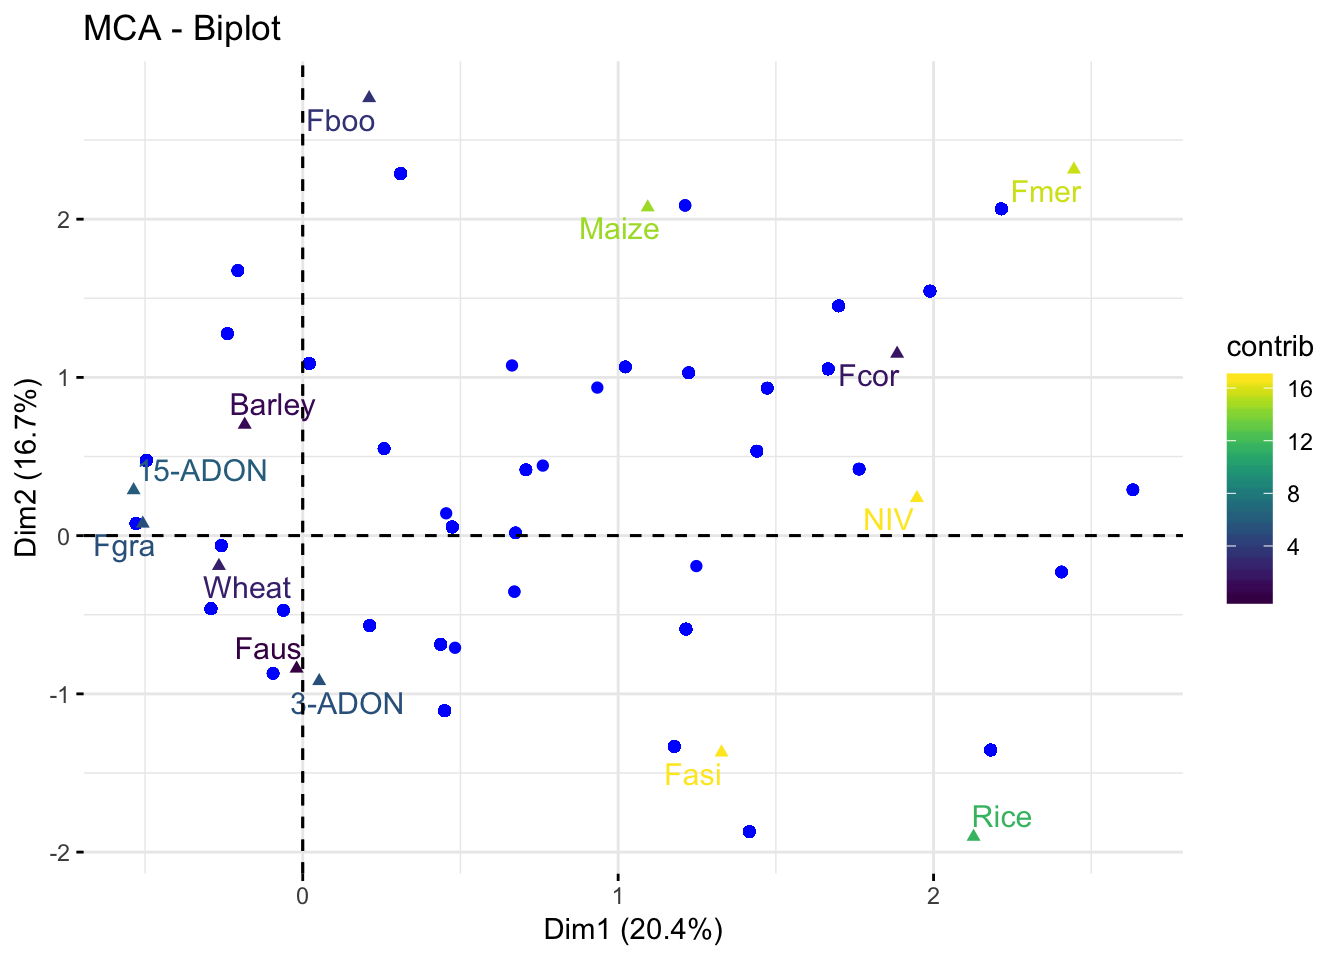 MCA - Biplot
Fboo
Fmer
Maize
Fcor
Barley
15-ADON
NIV
Fgra
Wheat
Faus
3-ADON
Fasi
Rice
2
1
0
-1
-2
Dim2 (16.7%)
0
1
2
Dim1 (20.4%)
contrib
16
12
8
4